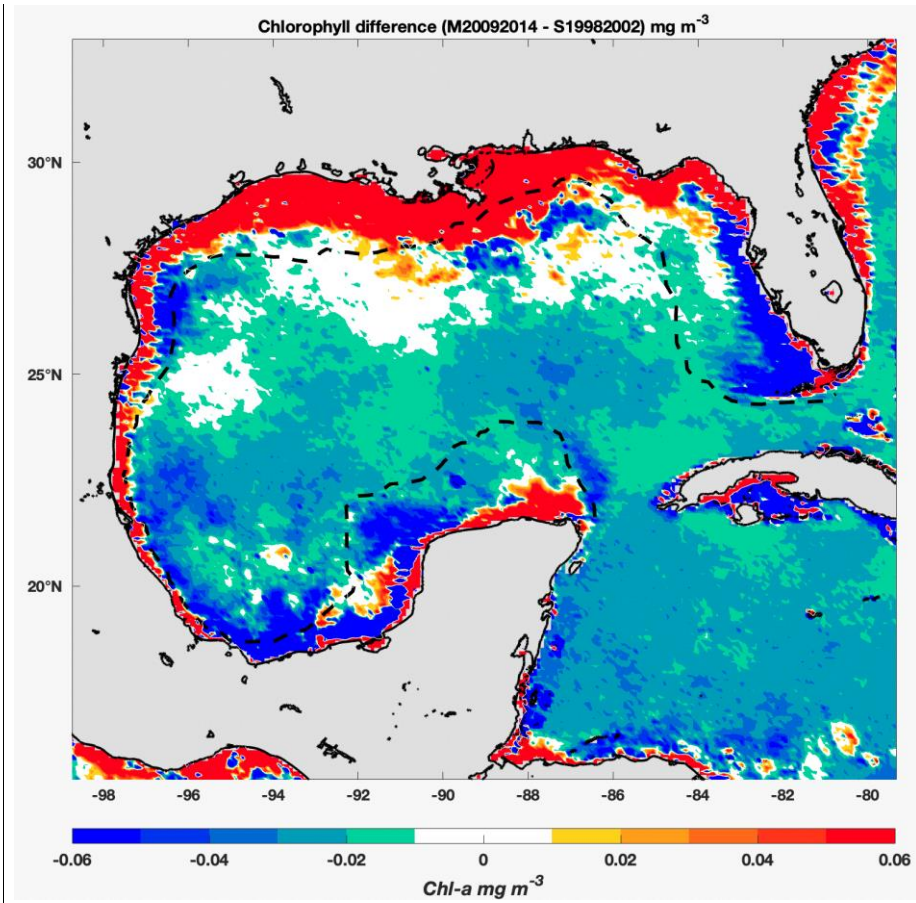 Chlorophyll difference (M20092014 - S19982002) mg m-3
30°N
25°N
20°N
-98 -96 -94 -92 -90 -88 -86 -84 -82 -80
-0.06 -0.04 -0.02 0 0.02 0.04 0.06
Chl-a mg m-3